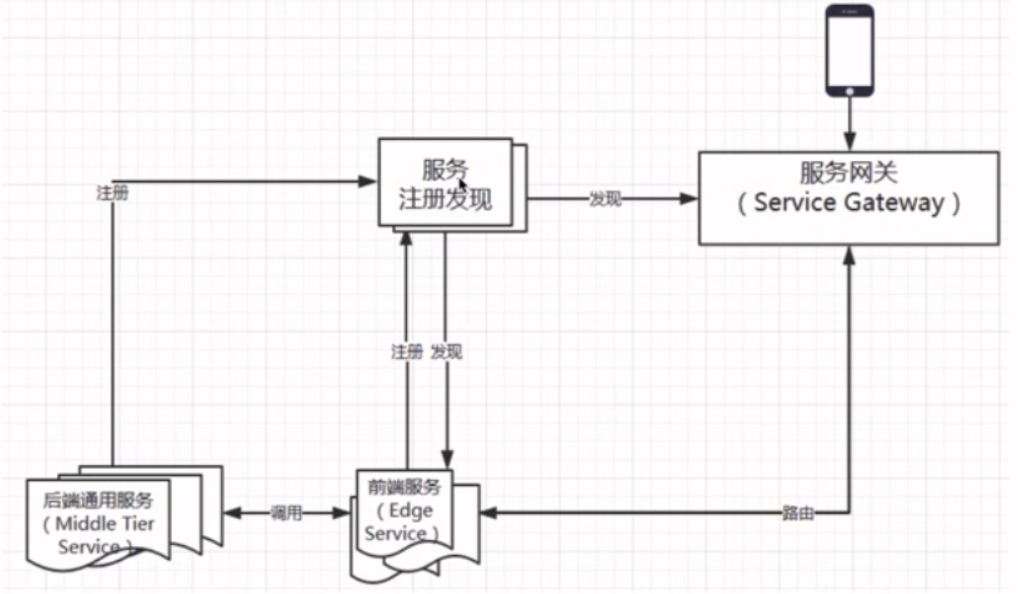 服务
注册发现
服务网关
（Service Gateway）
注册
发现
注册
发现
后端通用服务
（Middle Tier
Service）
调用
前端服务
（Edge
Service）
路由